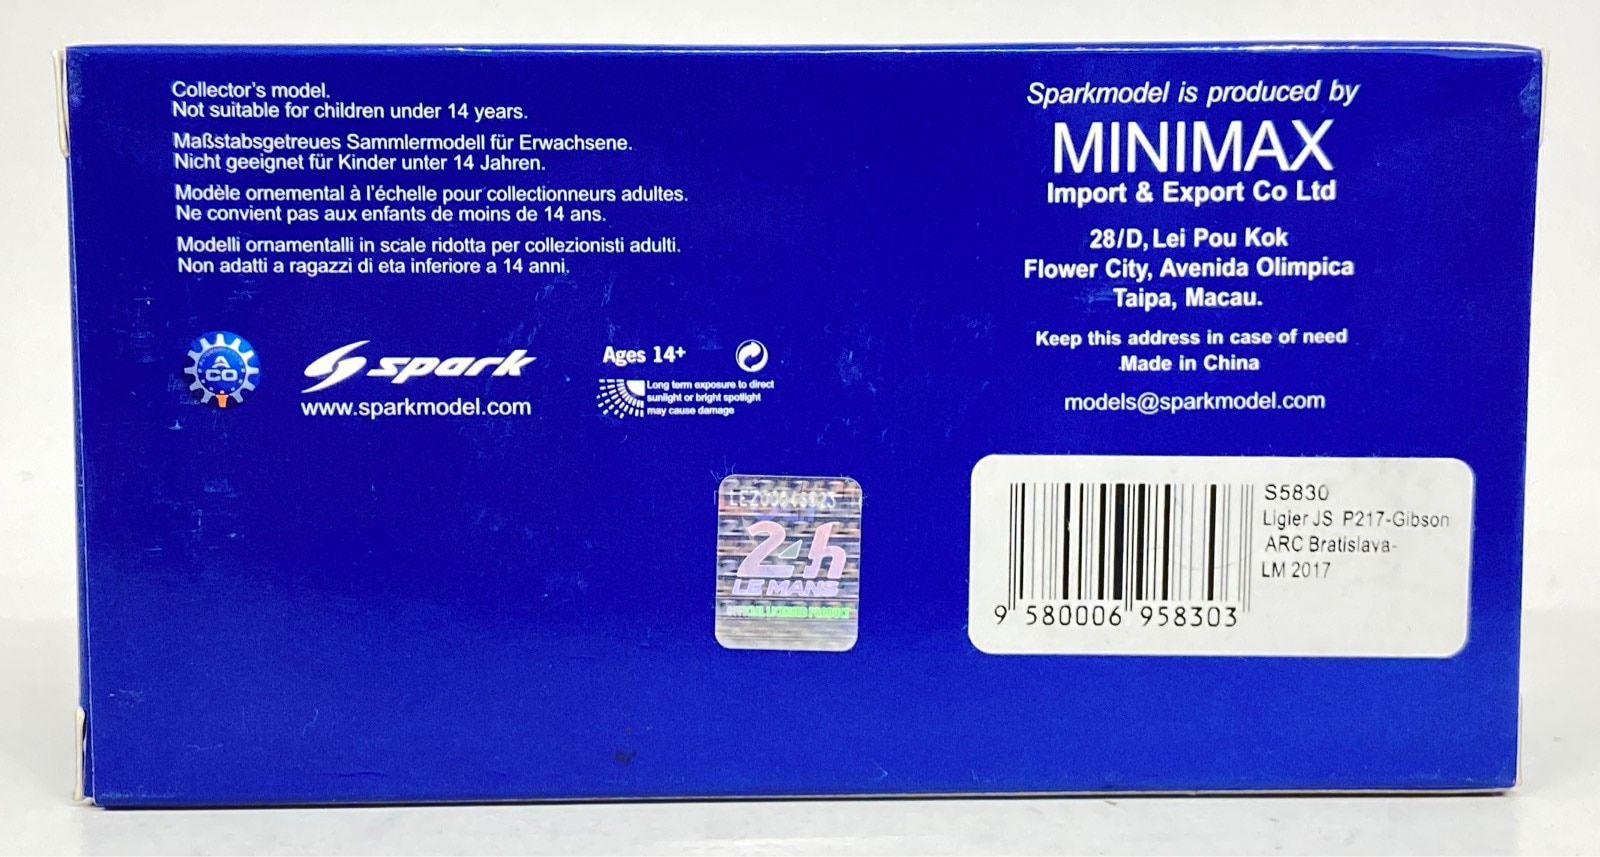 Collector's model.
Not suitable for children under 14 years.
Maßstabsgetreues Sammlermodell für Erwachsene.
Nicht geeignet für Kinder unter 14 Jahren.
Modèle ornemental à l'échelle pour collectionneurs adultes.
Ne convient pas aux enfants de moins de 14 ans.
Modelli ornamentalli in scale ridotta per collezionisti adulti.
Non adatti a ragazzi di eta inferiore a 14 anni.
ACO
spark
www.sparkmodel.com
Ages 14+
Long term exposure to direct
sunlight or bright spotlight
may cause damage
Sparkmodel is produced by
MINIMAX
Import & Export Co Ltd
28/D, Lei Pou Kok
Flower City, Avenida Olimpica
Taipa, Macau.
Keep this address in case of need
Made in China
models@sparkmodel.com
24h
LE MANS
OFFICIAL LICENSED PRODUCT
S5830
Ligier JS P217-Gibson
ARC Bratislava-
LM 2017
9 580006 958303